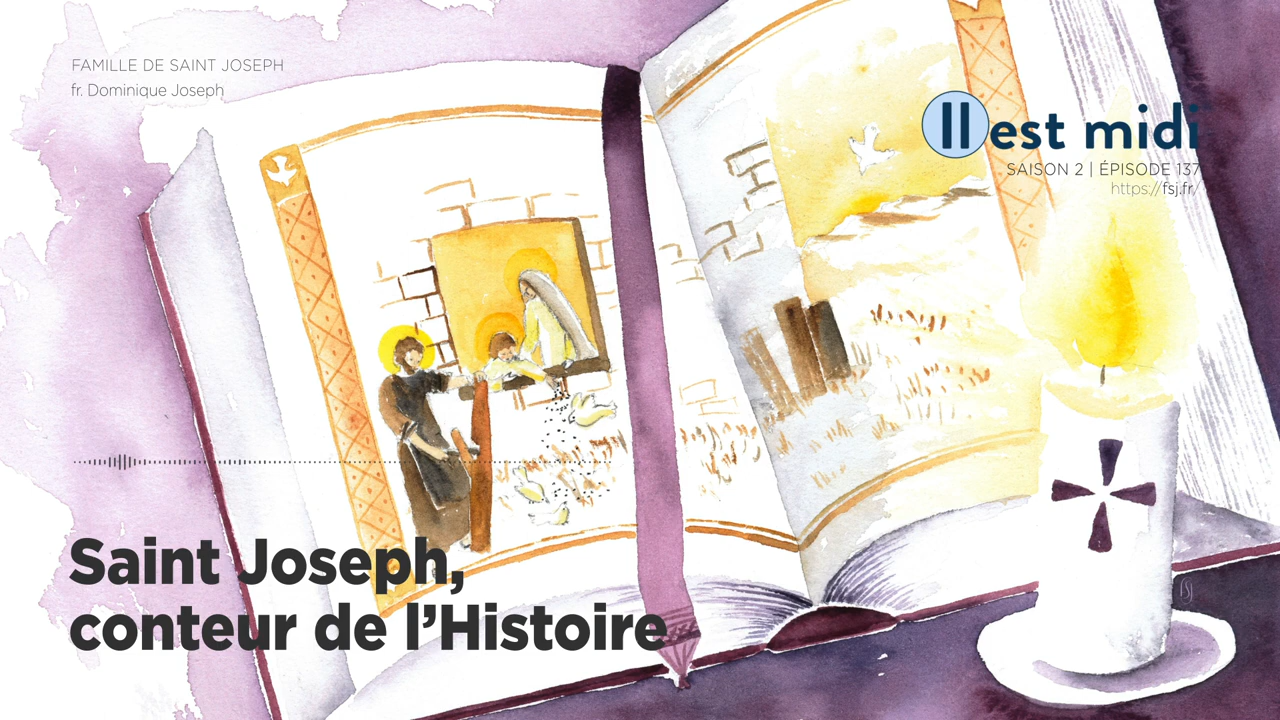 FAMILLE DE SAINT JOSEPH
fr. Dominique Joseph
Il est midi
SAISON 2 | ÉPISODE 137
https://fsj.fr/
Saint Joseph,
conteur de l’Histoire
FSJ